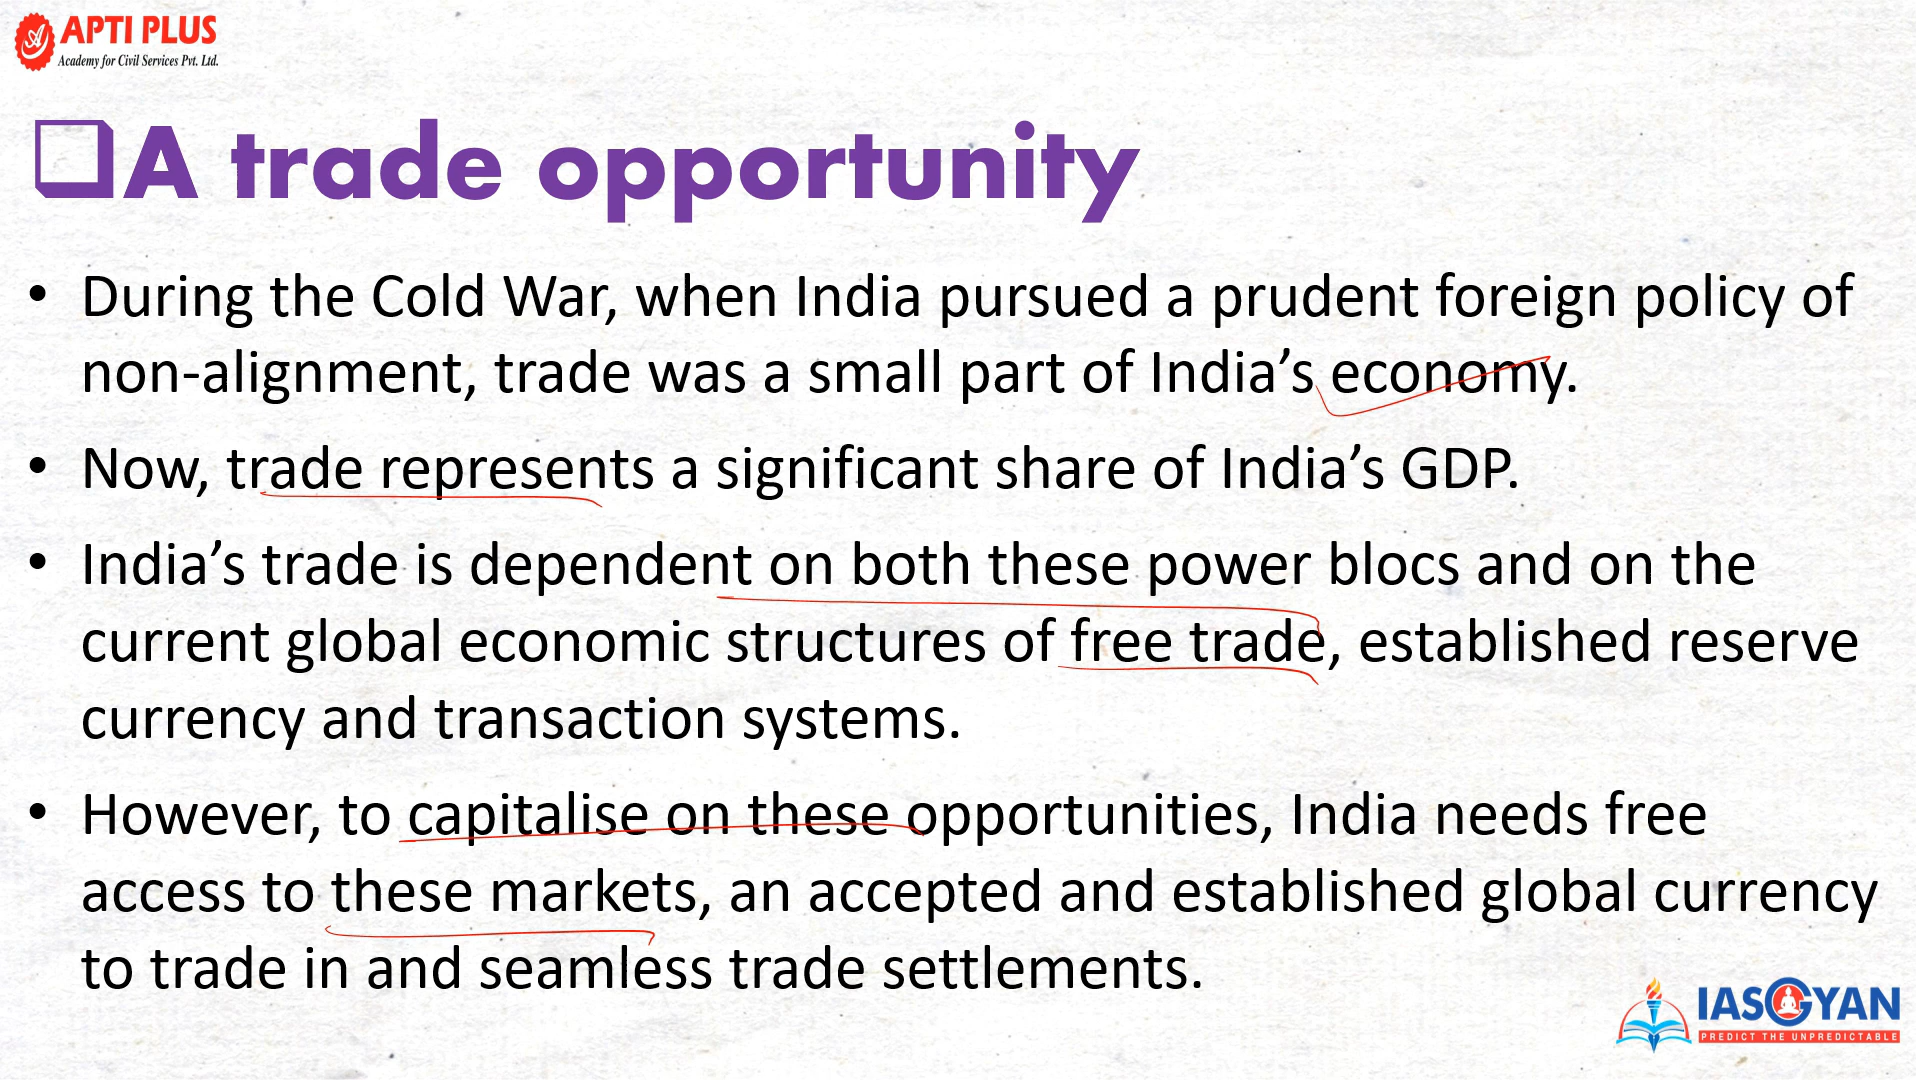 APTI PLUS
Academy for Civil Services Pvt. Ltd.
A trade opportunity
• During the Cold War, when India pursued a prudent foreign policy of
non-alignment, trade was a small part of India’s economy.
• Now, trade represents a significant share of India’s GDP.
• India’s trade is dependent on both these power blocs and on the
current global economic structures of free trade, established reserve
currency and transaction systems.
• However, to capitalise on these opportunities, India needs free
access to these markets, an accepted and established global currency
to trade in and seamless trade settlements.
IASGYAN
PREDICT THE UNPREDICTABLE